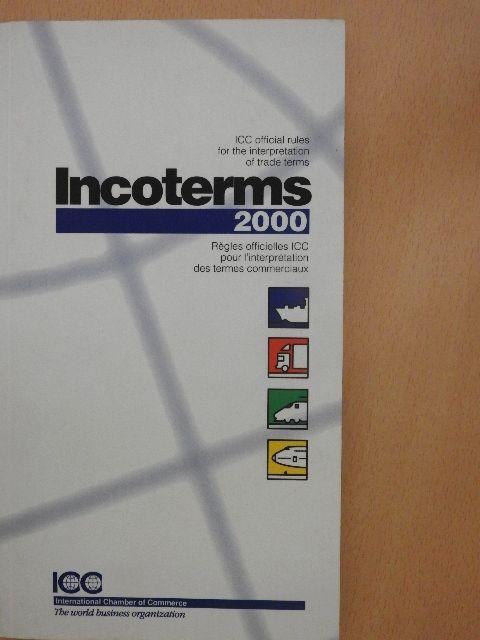 ICC official rules
for the interpretation
of trade terms
Incoterms
2000
Règles officielles ICC
pour l'interprétation
des termes commerciaux
ICC
International Chamber of Commerce
The world business organization